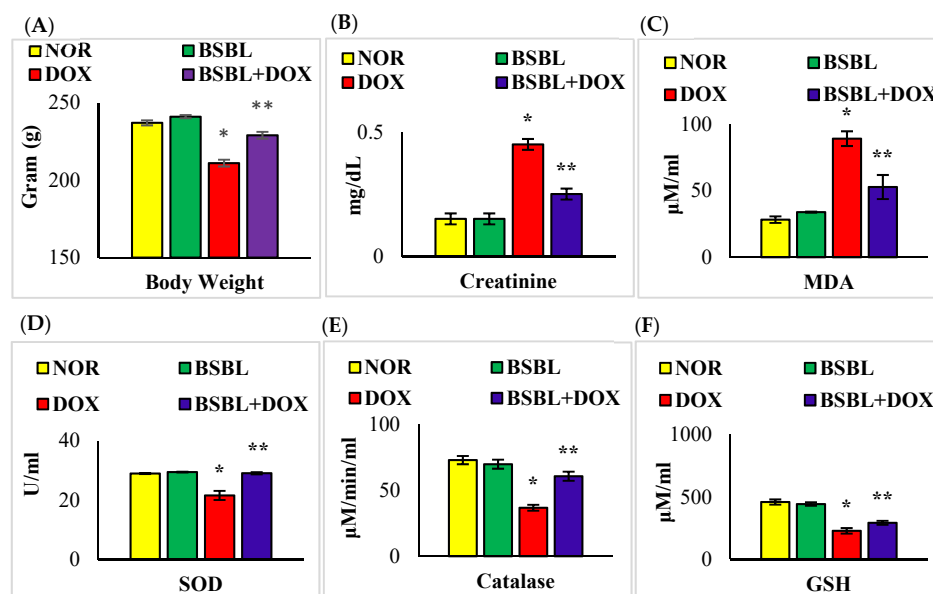 (A)
NOR BSBL
DOX BSBL+DOX
250
200
150
Gram (g)
* **
Body Weight
(B)
NOR BSBL
DOX BSBL+DOX
0.5
0
mg/dL
* **
Creatinine
(C)
NOR BSBL
DOX BSBL+DOX
100
50
0
µM/ml
* **
MDA
(D)
NOR BSBL
DOX BSBL+DOX
40
20
0
U/ml
* **
SOD
(E)
NOR BSBL
DOX BSBL+DOX
100
50
0
µM/min/ml
* **
Catalase
(F)
NOR BSBL
DOX BSBL+DOX
1000
500
0
µM/ml
* **
GSH